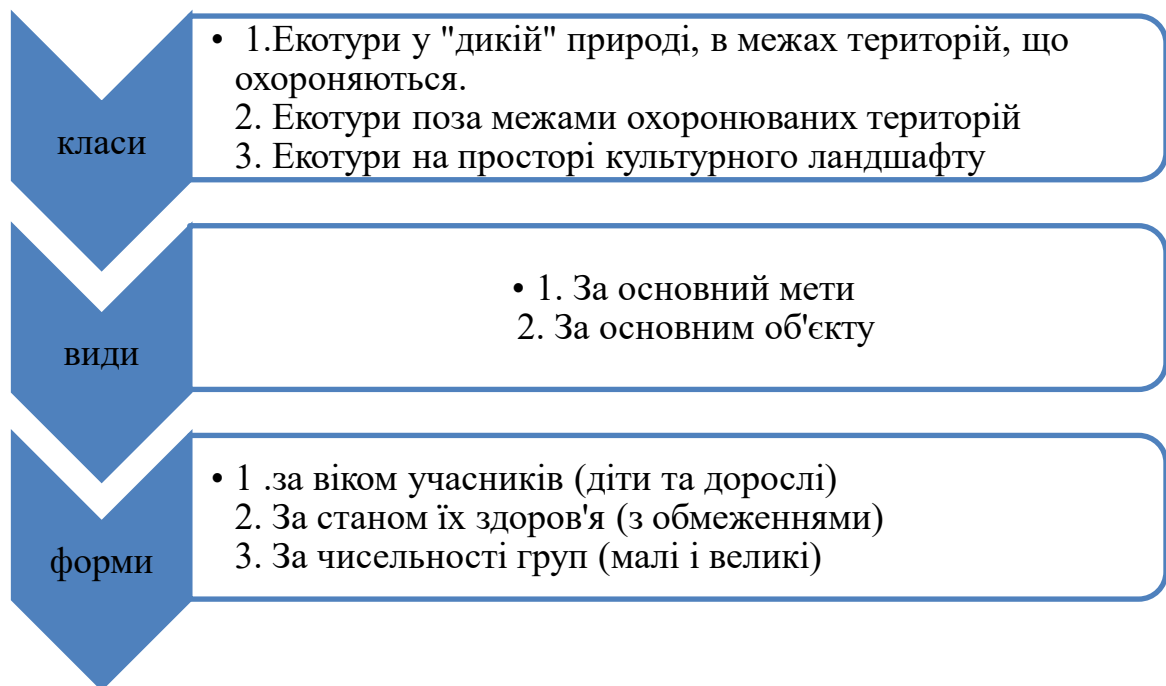 класи
• 1.Екотури у "дикій" природі, в межах територій, що
охороняються.
2. Екотури поза межами охоронюваних територій
3. Екотури на просторі культурного ландшафту
види
• 1. За основний мети
2. За основним об'єкту
форми
• 1 .за віком учасників (діти та дорослі)
2. За станом їх здоров'я (з обмеженнями)
3. За чисельності груп (малі і великі)